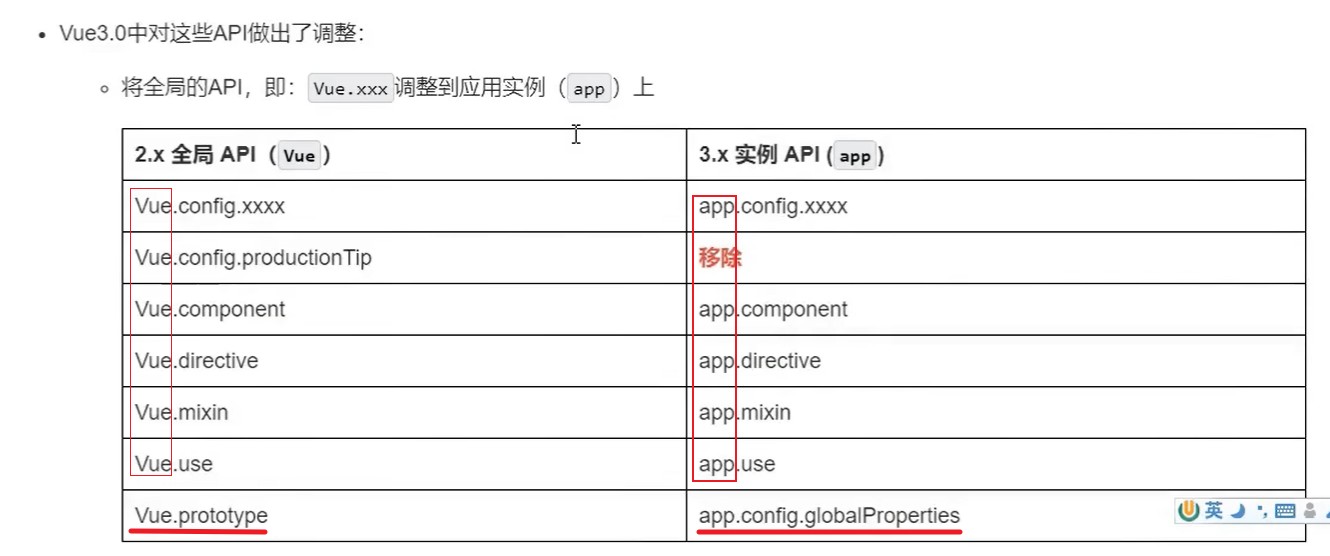 Vue3.0中对这些API做出了调整：
将全局的API，即：Vue.xxx调整到应用实例（app）上
2.x 全局 API（Vue）
3.x 实例 API (app)
Vue.config.xxxx
app.config.xxxx
Vue.config.productionTip
移除
Vue.component
app.component
Vue.directive
app.directive
Vue.mixin
app.mixin
Vue.use
app.use
Vue.prototype
app.config.globalProperties
英